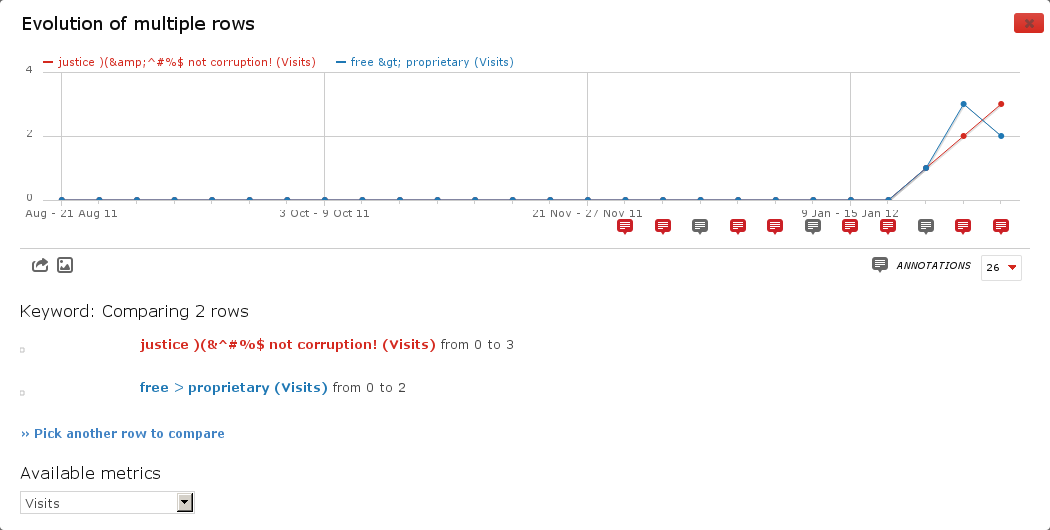 Evolution of multiple rows
justice )(&amp;^#%$ not corruption! (Visits) free &gt; proprietary (Visits)
4
2
0
Aug - 21 Aug 11 3 Oct - 9 Oct 11 21 Nov - 27 Nov 11 9 Jan - 15 Jan 12
ANNOTATIONS 26
Keyword: Comparing 2 rows
justice )(&^#%$ not corruption! (Visits) from 0 to 3
free > proprietary (Visits) from 0 to 2
›› Pick another row to compare
Available metrics
Visits